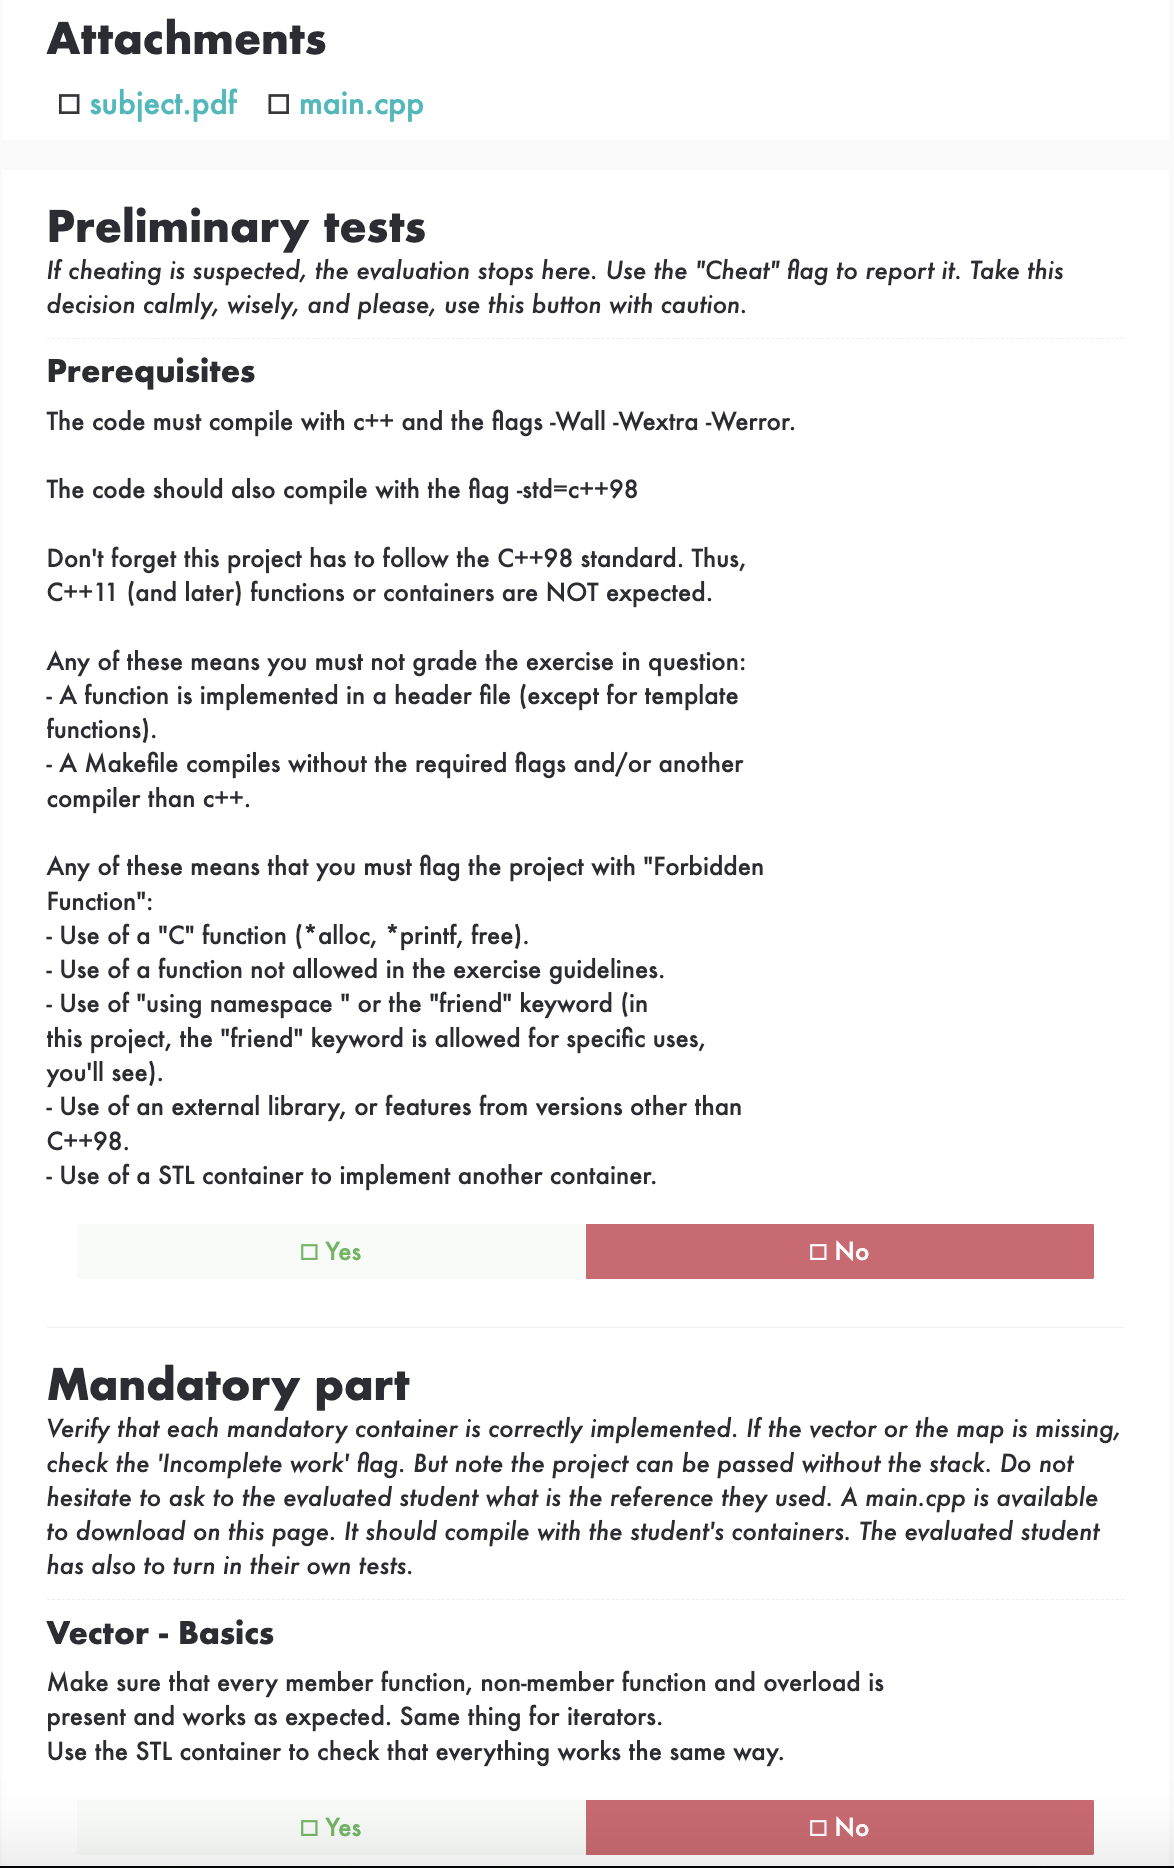 Attachments
subject.pdf main.cpp
Preliminary tests
If cheating is suspected, the evaluation stops here. Use the "Cheat" flag to report it. Take this
decision calmly, wisely, and please, use this button with caution.
Prerequisites
The code must compile with c++ and the flags -Wall -Wextra -Werror.
The code should also compile with the flag -std=c++98
Don't forget this project has to follow the C++98 standard. Thus,
C++11 (and later) functions or containers are NOT expected.
Any of these means you must not grade the exercise in question:
- A function is implemented in a header file (except for template
functions).
- A Makefile compiles without the required flags and/or another
compiler than c++.
Any of these means that you must flag the project with "Forbidden
Function":
- Use of a "C" function (*alloc, *printf, free).
- Use of a function not allowed in the exercise guidelines.
- Use of "using namespace " or the "friend" keyword (in
this project, the "friend" keyword is allowed for specific uses,
you'll see).
- Use of an external library, or features from versions other than
C++98.
- Use of a STL container to implement another container.
Yes No
Mandatory part
Verify that each mandatory container is correctly implemented. If the vector or the map is missing,
check the 'Incomplete work' flag. But note the project can be passed without the stack. Do not
hesitate to ask to the evaluated student what is the reference they used. A main.cpp is available
to download on this page. It should compile with the student's containers. The evaluated student
has also to turn in their own tests.
Vector - Basics
Make sure that every member function, non-member function and overload is
present and works as expected. Same thing for iterators.
Use the STL container to check that everything works the same way.
Yes No